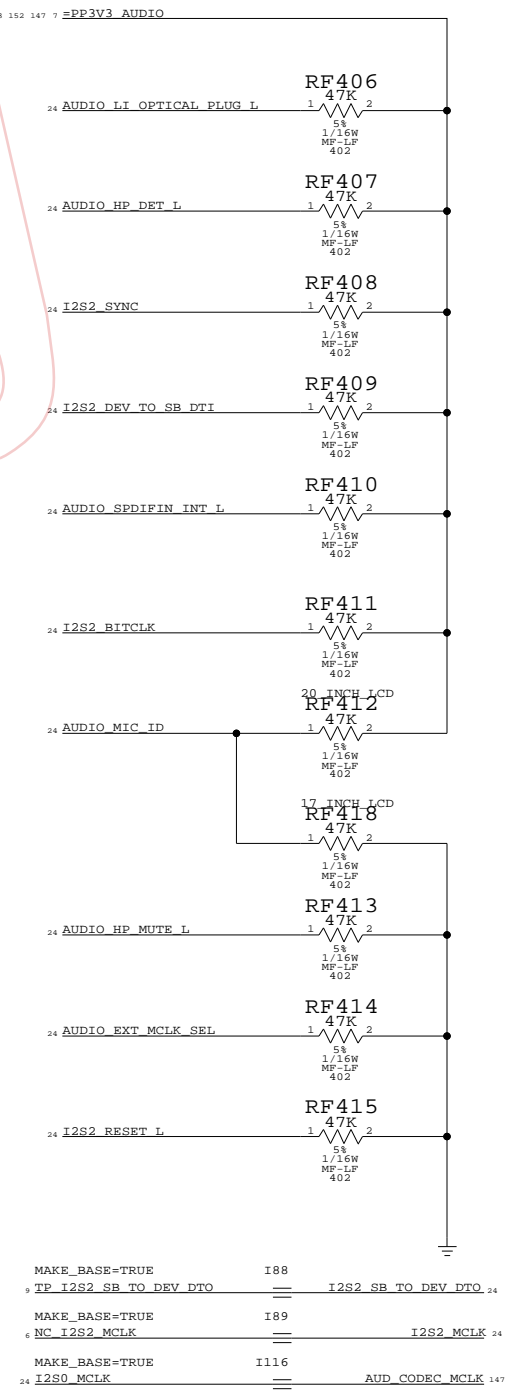 152 147 7 =PP3V3_AUDIO
RF406
47K
24 AUDIO_LI_OPTICAL_PLUG_L 1 2
5%
1/16W
MF-LF
402
RF407
47K
24 AUDIO_HP_DET_L 1 2
5%
1/16W
MF-LF
402
RF408
47K
24 I2S2_SYNC 1 2
5%
1/16W
MF-LF
402
RF409
47K
24 I2S2_DEV_TO_SB_DTI 1 2
5%
1/16W
MF-LF
402
RF410
47K
24 AUDIO_SPDIFIN_INT_L 1 2
5%
1/16W
MF-LF
402
RF411
47K
24 I2S2_BITCLK 1 2
5%
1/16W
MF-LF
402
20_INCH_LCD
RF412
47K
24 AUDIO_MIC_ID 1 2
5%
1/16W
MF-LF
402
17_INCH_LCD
RF418
47K
1 2
5%
1/16W
MF-LF
402
RF413
47K
24 AUDIO_HP_MUTE_L 1 2
5%
1/16W
MF-LF
402
RF414
47K
24 AUDIO_EXT_MCLK_SEL 1 2
5%
1/16W
MF-LF
402
RF415
47K
24 I2S2_RESET_L 1 2
5%
1/16W
MF-LF
402
MAKE_BASE=TRUE I88
9 TP_I2S2_SB_TO_DEV_DTO I2S2_SB_TO_DEV_DTO 24
MAKE_BASE=TRUE I89
6 NC_I2S2_MCLK I2S2_MCLK 24
MAKE_BASE=TRUE I116
24 I2S0_MCLK AUD_CODEC_MCLK 147